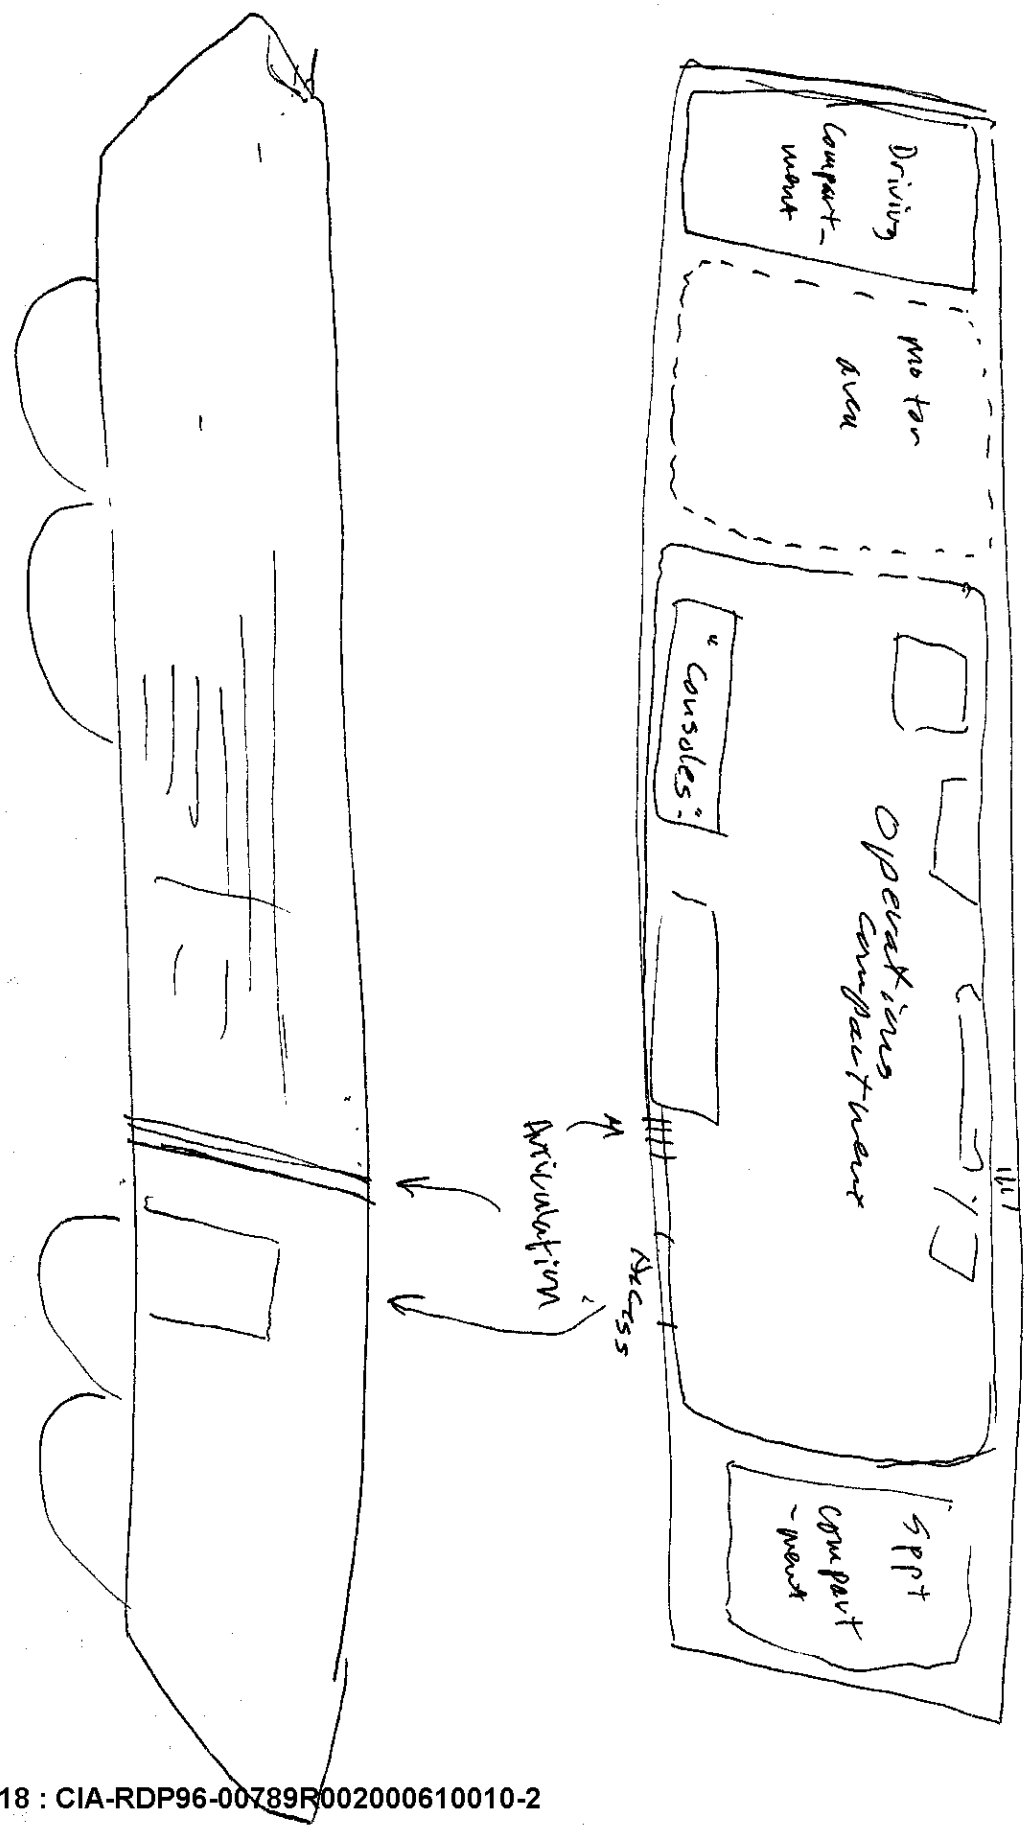 Driving
Compart-
ment
motor
area
"Consoles"
Operations
compartment
Articulation
Access
Sppt
compart
-ment
18 : CIA-RDP96-00789R002000610010-2